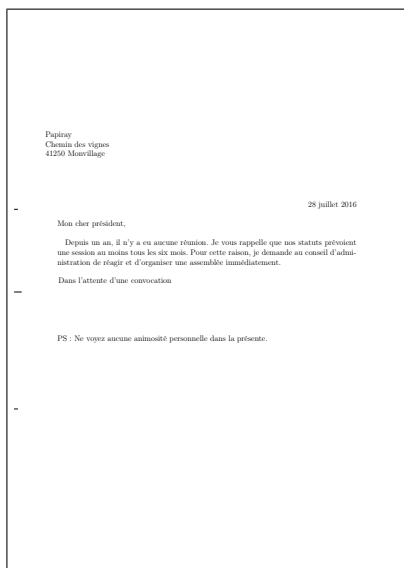 Papiray
Chemin des vignes
41250 Monvillage
28 juillet 2016
Mon cher président,
Depuis un an, il n'y a eu aucune réunion. Je vous rappelle que nos statuts prévoient
une session au moins tous les six mois. Pour cette raison, je demande au conseil d'admi-
nistration de réagir et d'organiser une assemblée immédiatement.
Dans l'attente d'une convocation
PS : Ne voyez aucune animosité personnelle dans la présente.